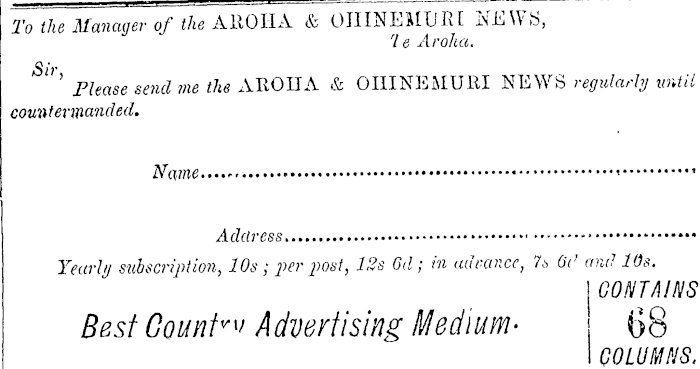 To the Manager of the AROHA & OHINEMURI NEWS,
Te Aroha.
Sir,
Please send me the AROHA & OHINEMURI NEWS regularly until
countermanded.
Name
Address
Yearly subscription, 10s ; per post, 12s 6d ; in advance, 7s 6d and 10s.
Best Country Advertising Medium.
CONTAINS
68
COLUMNS.